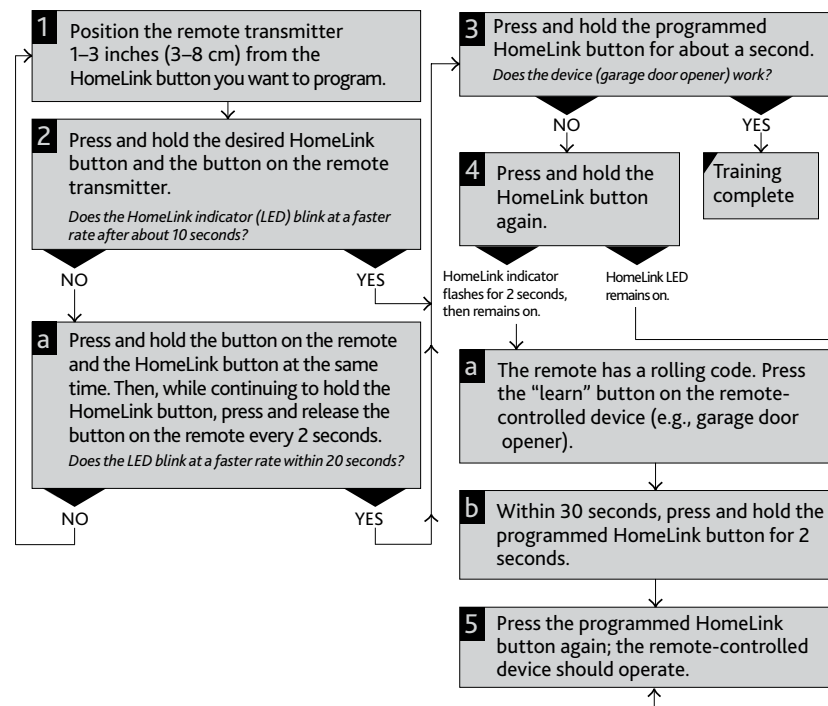 1
Position the remote transmitter
1–3 inches (3–8 cm) from the
HomeLink button you want to program.
2
Press and hold the desired HomeLink
button and the button on the remote
transmitter.
Does the HomeLink indicator (LED) blink at a faster
rate after about 10 seconds?
NO
YES
a
Press and hold the button on the remote
and the HomeLink button at the same
time. Then, while continuing to hold the
HomeLink button, press and release the
button on the remote every 2 seconds.
Does the LED blink at a faster rate within 20 seconds?
NO
YES
3
Press and hold the programmed
HomeLink button for about a second.
Does the device (garage door opener) work?
NO
YES
4
Press and hold the
HomeLink button
again.
Training
complete
HomeLink indicator
flashes for 2 seconds,
then remains on.
HomeLink LED
remains on.
a
The remote has a rolling code. Press
the “learn” button on the remote-
controlled device (e.g., garage door
opener).
b
Within 30 seconds, press and hold the
programmed HomeLink button for 2
seconds.
5
Press the programmed HomeLink
button again; the remote-controlled
device should operate.